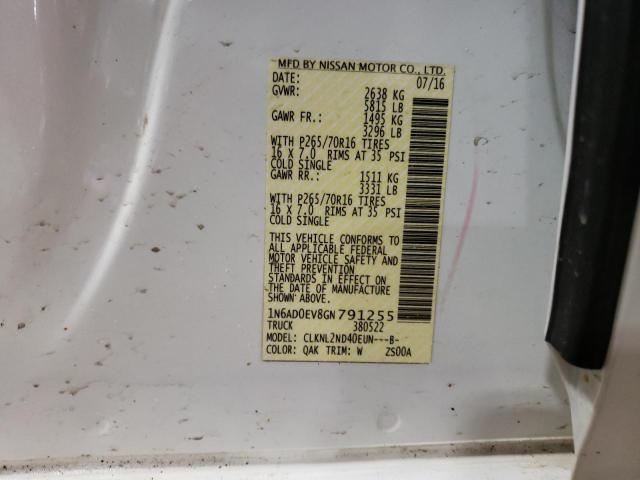 MFD BY NISSAN MOTOR CO., LTD.
DATE: 07/16
GVWR: 2638 KG
5815 LB
GAWR FR.: 1495 KG
3296 LB
WITH P265/70R16 TIRES
16 X 7.0 RIMS AT 35 PSI
COLD SINGLE
GAWR RR.: 1511 KG
3331 LB
WITH P265/70R16 TIRES
16 X 7.0 RIMS AT 35 PSI
COLD SINGLE
THIS VEHICLE CONFORMS TO
ALL APPLICABLE FEDERAL
MOTOR VEHICLE SAFETY AND
THEFT PREVENTION
STANDARDS IN EFFECT ON
THE DATE OF MANUFACTURE
SHOWN ABOVE.
1N6AD0EV8GN791255
TRUCK 380522
MODEL: CLKNL2ND40EUN---B-
COLOR: QAK TRIM: W ZS00A